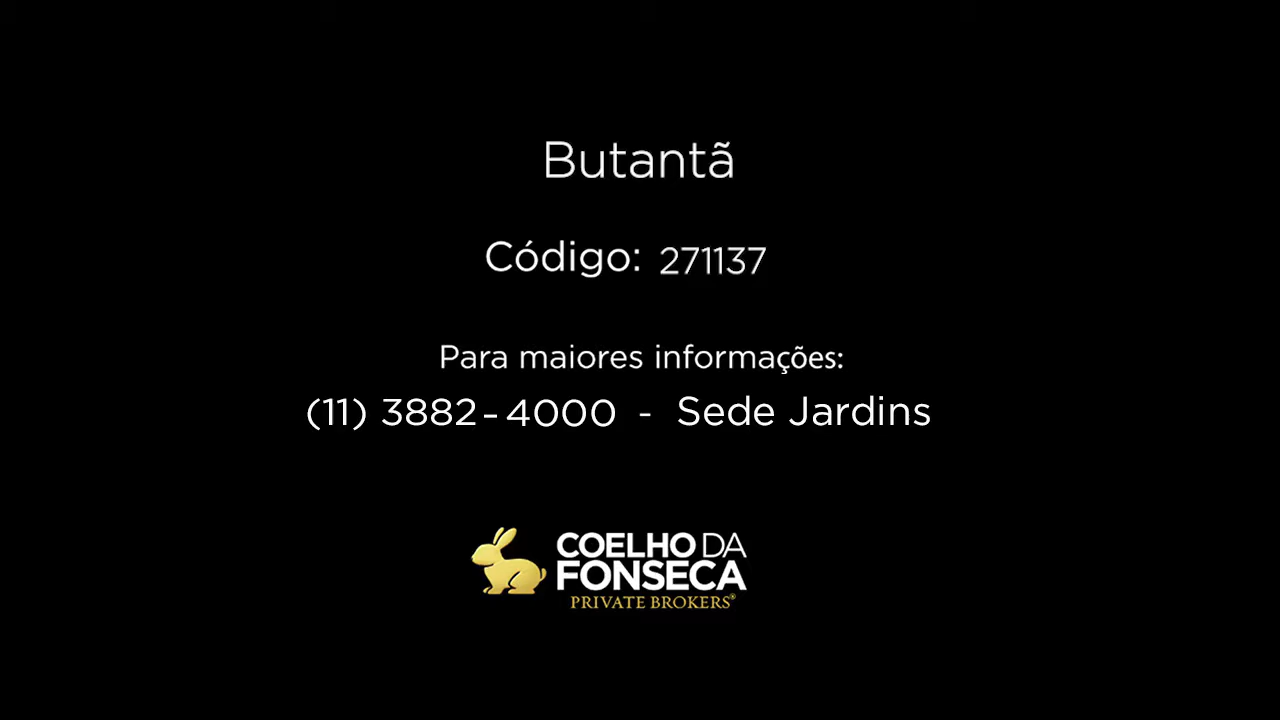 Butantã
Código: 271137
Para maiores informações:
(11) 3882-4000 - Sede Jardins
COELHO DA
FONSECA
PRIVATE BROKERS®